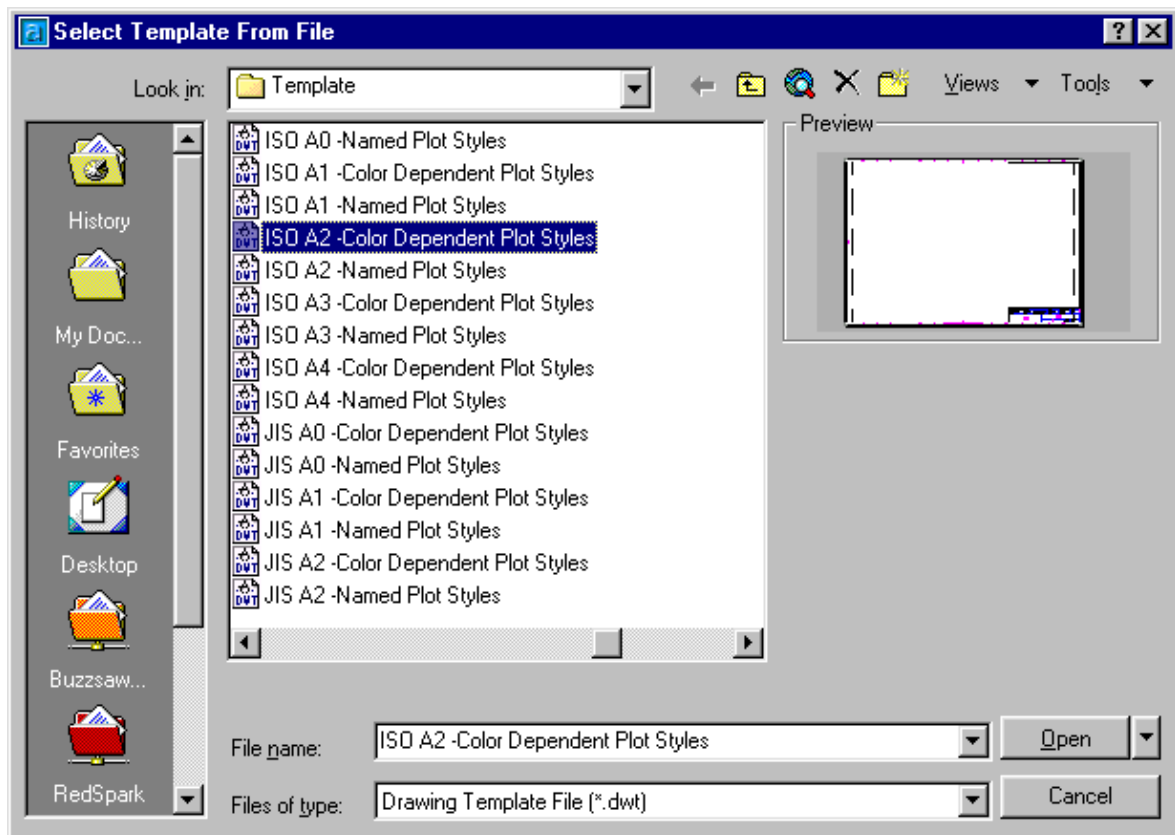 Select Template From File
Look in:
Template
Views
Tools
History
My Doc...
Favorites
Desktop
Buzzsaw...
RedSpark
ISO A0 -Named Plot Styles
ISO A1 -Color Dependent Plot Styles
ISO A1 -Named Plot Styles
ISO A2 -Color Dependent Plot Styles
ISO A2 -Named Plot Styles
ISO A3 -Color Dependent Plot Styles
ISO A3 -Named Plot Styles
ISO A4 -Color Dependent Plot Styles
ISO A4 -Named Plot Styles
JIS A0 -Color Dependent Plot Styles
JIS A0 -Named Plot Styles
JIS A1 -Color Dependent Plot Styles
JIS A1 -Named Plot Styles
JIS A2 -Color Dependent Plot Styles
JIS A2 -Named Plot Styles
Preview
File name:
ISO A2 -Color Dependent Plot Styles
Open
Files of type:
Drawing Template File (*.dwt)
Cancel